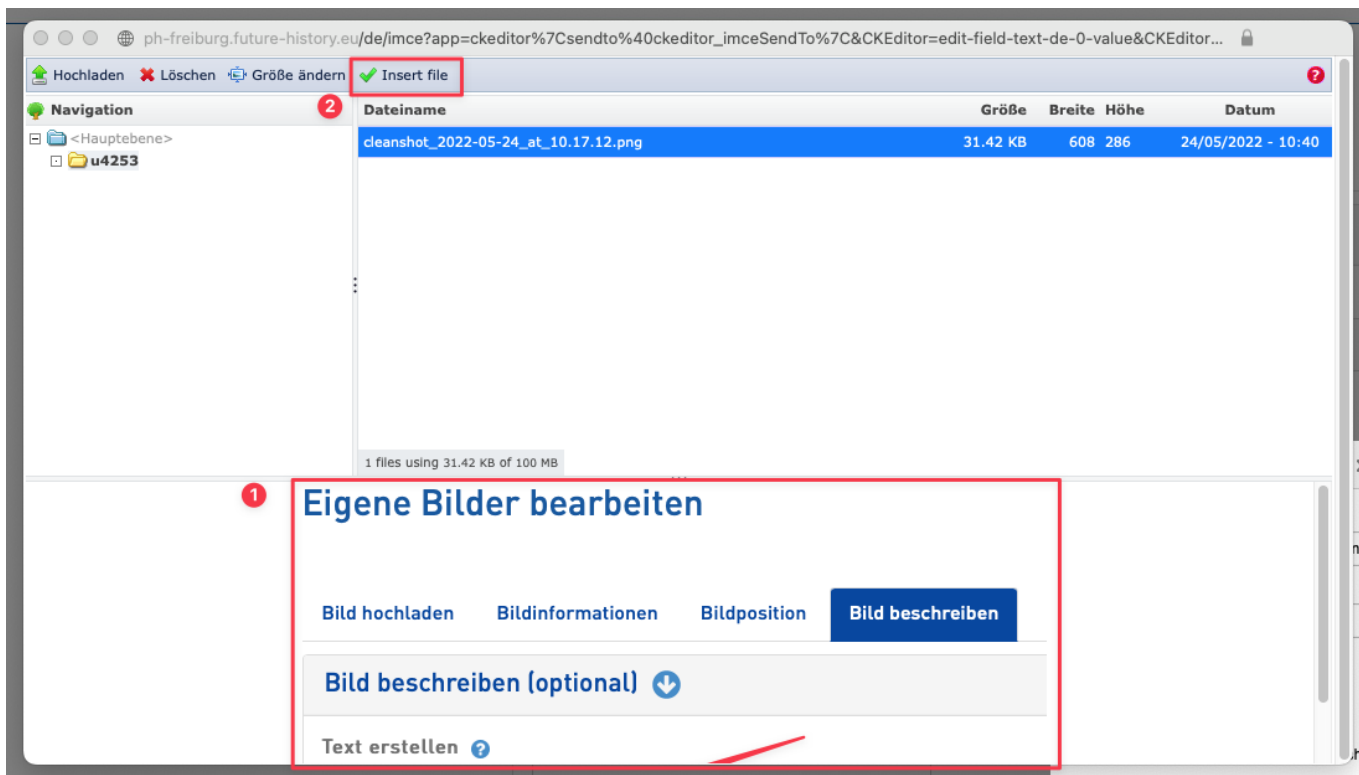 ph-freiburg.future-history.eu/de/imce?app=ckeditor%7Csendto%40ckeditor_imceSendTo%7C&CKEditor=edit-field-text-de-0-value&CKEditor...
Hochladen Löschen Größe ändern Insert file ?
Navigation 2 Dateiname Größe Breite Höhe Datum
<Hauptebene> cleanshot_2022-05-24_at_10.17.12.png 31.42 KB 608 286 24/05/2022 - 10:40
u4253
1 files using 31.42 KB of 100 MB
1 Eigene Bilder bearbeiten
Bild hochladen Bildinformationen Bildposition Bild beschreiben
Bild beschreiben (optional)
Text erstellen ?